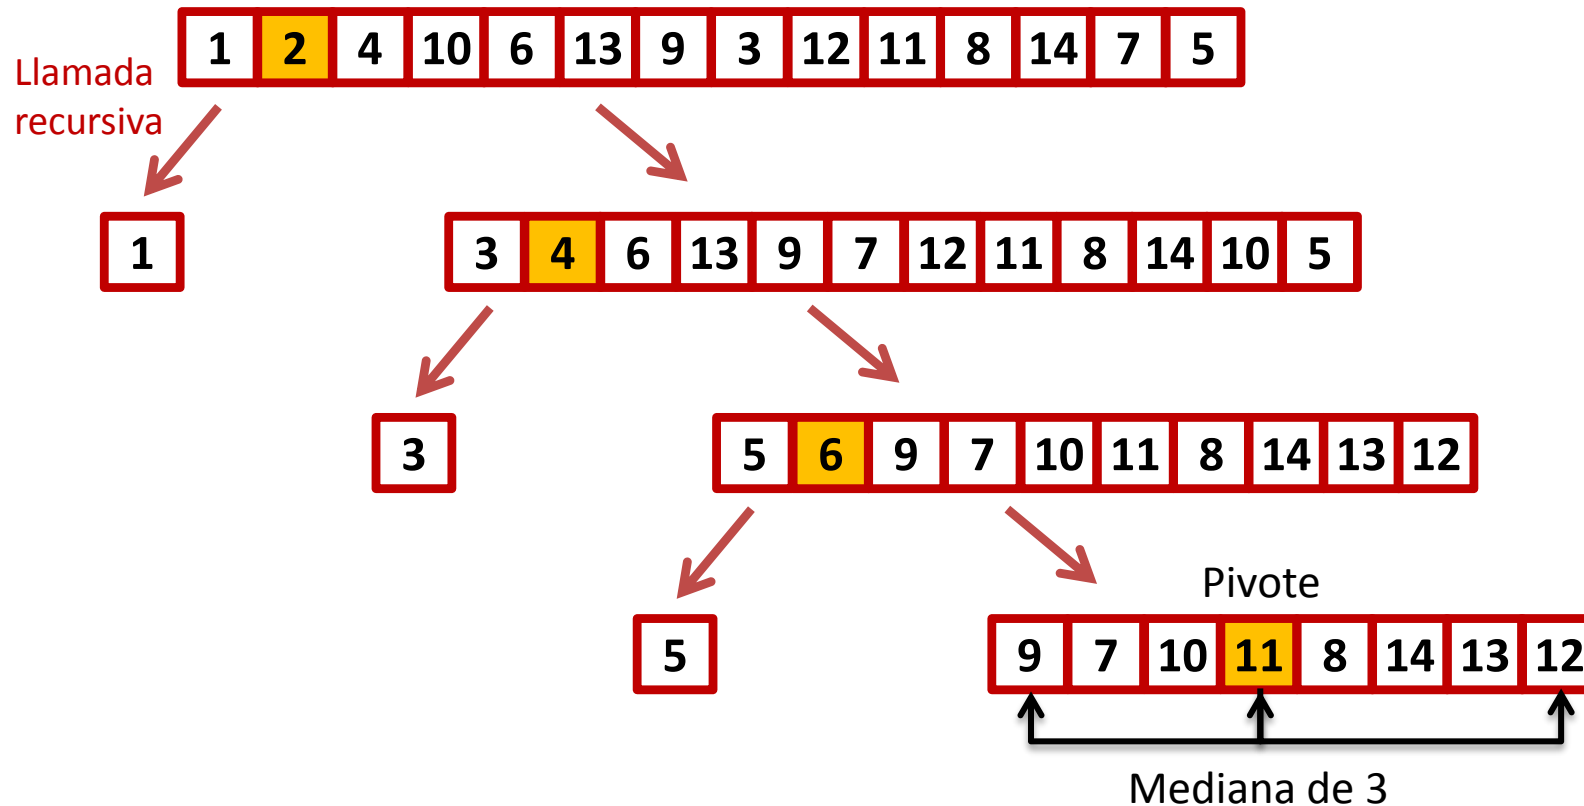 1 2 4 10 6 13 9 3 12 11 8 14 7 5
Llamada
recursiva
1
3 4 6 13 9 7 12 11 8 14 10 5
3
5 6 9 7 10 11 8 14 13 12
Pivote
5
9 7 10 11 8 14 13 12
Mediana de 3